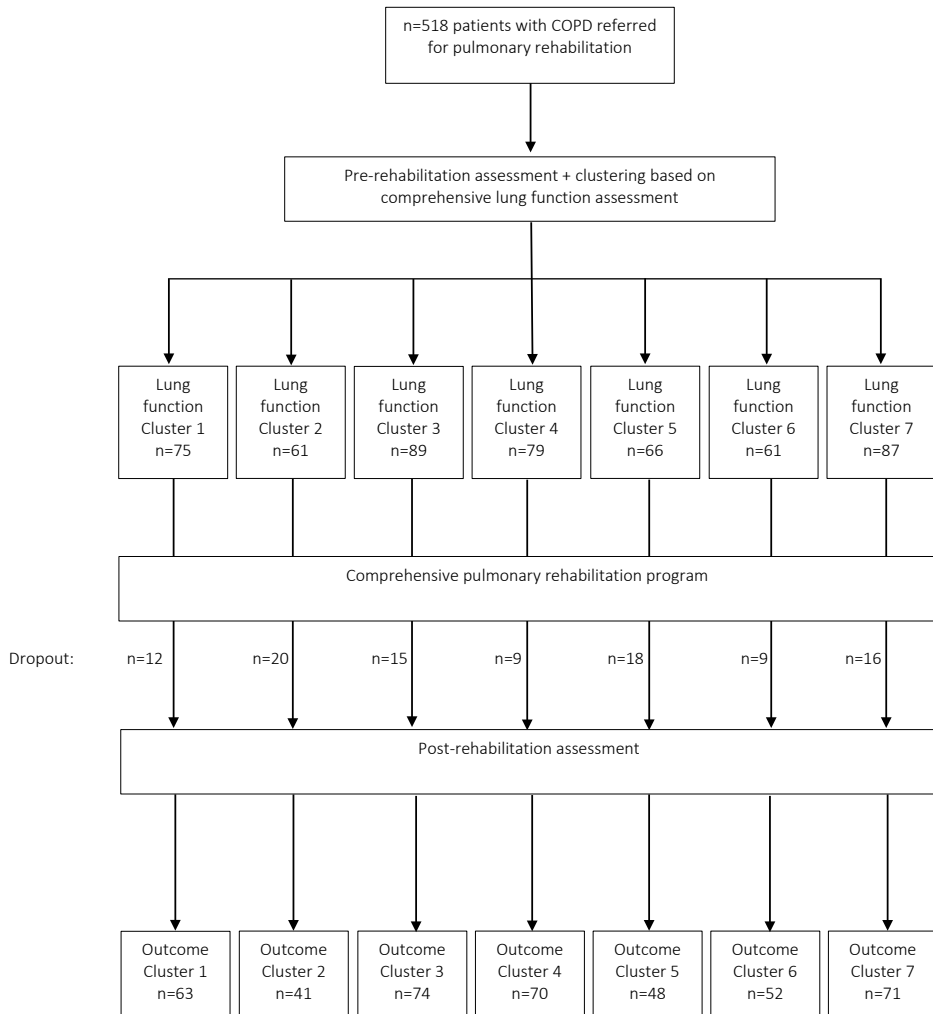 n=518 patients with COPD referred
for pulmonary rehabilitation
Pre-rehabilitation assessment + clustering based on
comprehensive lung function assessment
Lung
function
Cluster 1
n=75
Lung
function
Cluster 2
n=61
Lung
function
Cluster 3
n=89
Lung
function
Cluster 4
n=79
Lung
function
Cluster 5
n=66
Lung
function
Cluster 6
n=61
Lung
function
Cluster 7
n=87
Comprehensive pulmonary rehabilitation program
Dropout: n=12 n=20 n=15 n=9 n=18 n=9 n=16
Post-rehabilitation assessment
Outcome
Cluster 1
n=63
Outcome
Cluster 2
n=41
Outcome
Cluster 3
n=74
Outcome
Cluster 4
n=70
Outcome
Cluster 5
n=48
Outcome
Cluster 6
n=52
Outcome
Cluster 7
n=71